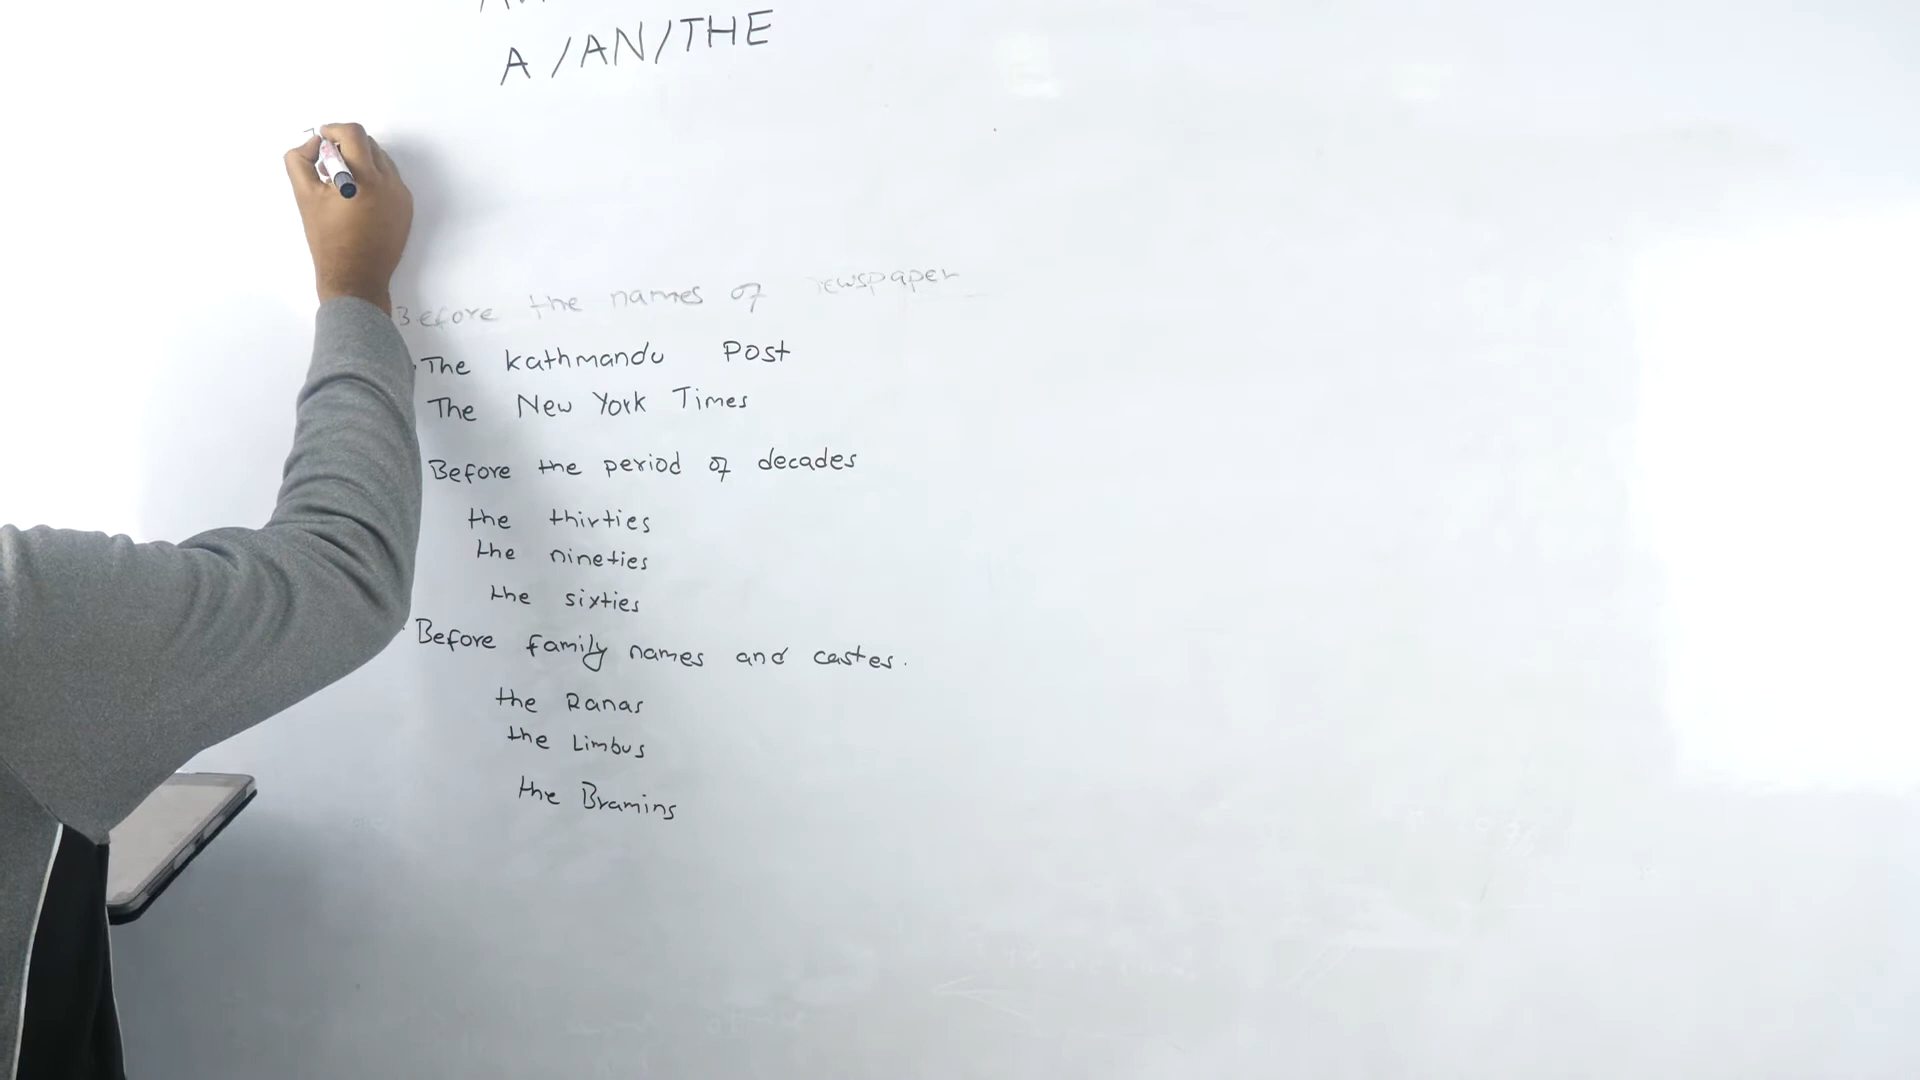 A/AN/THE
Before the names of newspaper
The Kathmandu Post
The New York Times
Before the period of decades
the thirties
the nineties
the sixties
Before family names and castes.
the Ranas
the Limbus
the Bramins